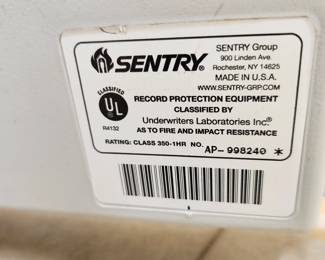 SENTRY
SENTRY Group
900 Linden Ave.
Rochester, NY 14625
MADE IN U.S.A.
WWW.SENTRY-GRP.COM
CLASSIFIED
UL
R4132
RECORD PROTECTION EQUIPMENT
CLASSIFIED BY
Underwriters Laboratories Inc.®
AS TO FIRE AND IMPACT RESISTANCE
RATING: CLASS 350-1HR NO. AP-998240 *